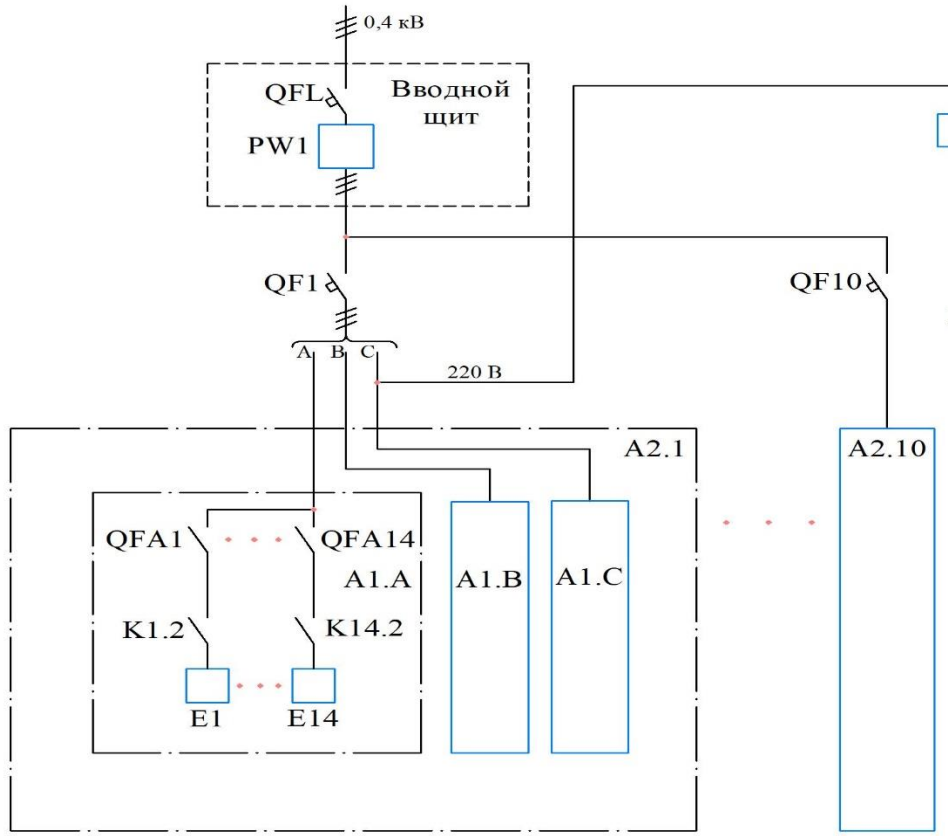 0,4 кВ
QFL
Вводной
щит
PW1
QF1
QF10
A B C
220 В
A2.1
A2.10
QFA1
QFA14
A1.A
A1.B
A1.C
K1.2
K14.2
E1
E14